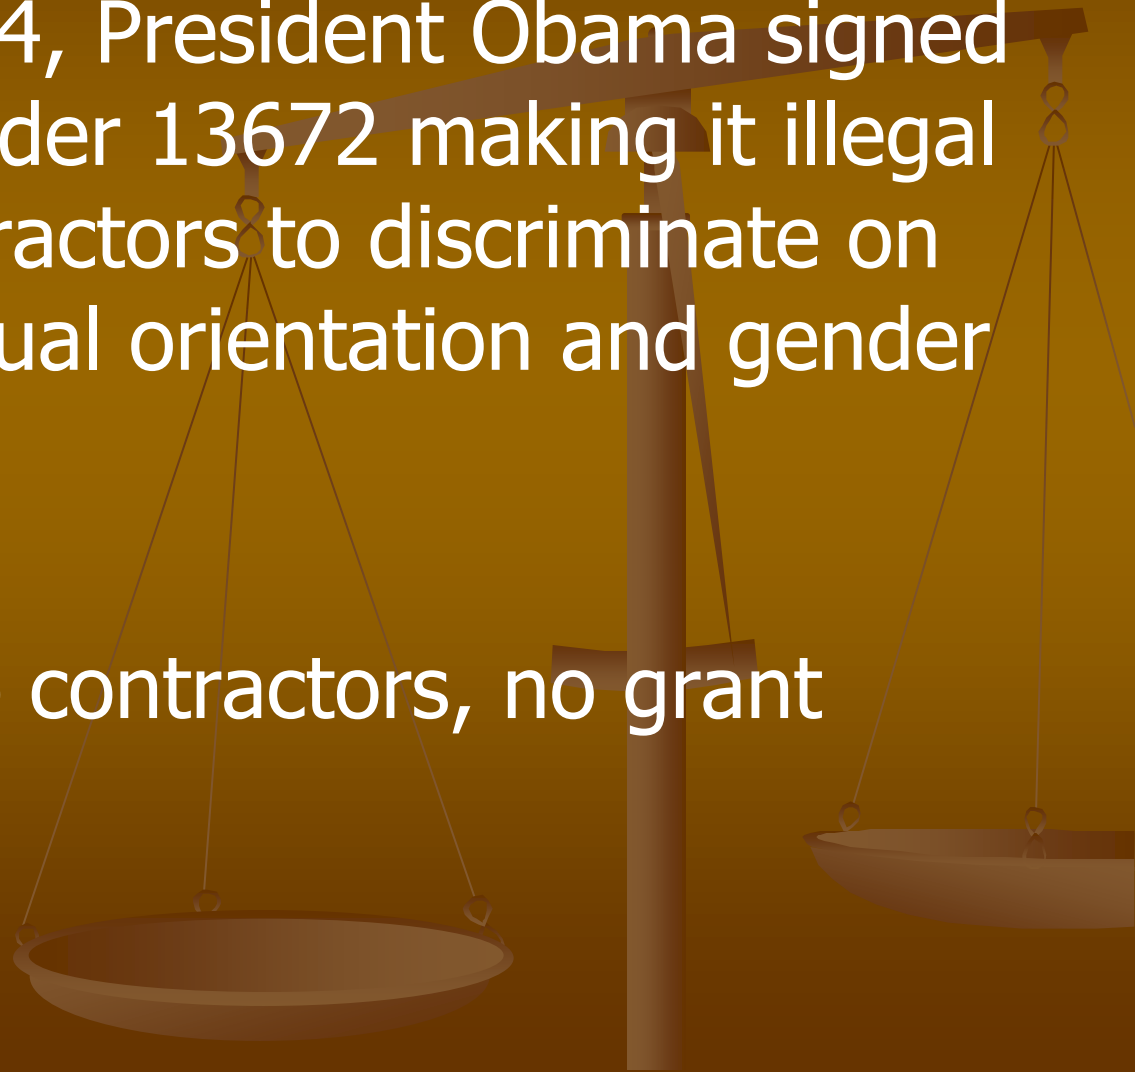 4, President Obama signed
der 13672 making it illegal
ractors to discriminate on
ual orientation and gender
contractors, no grant